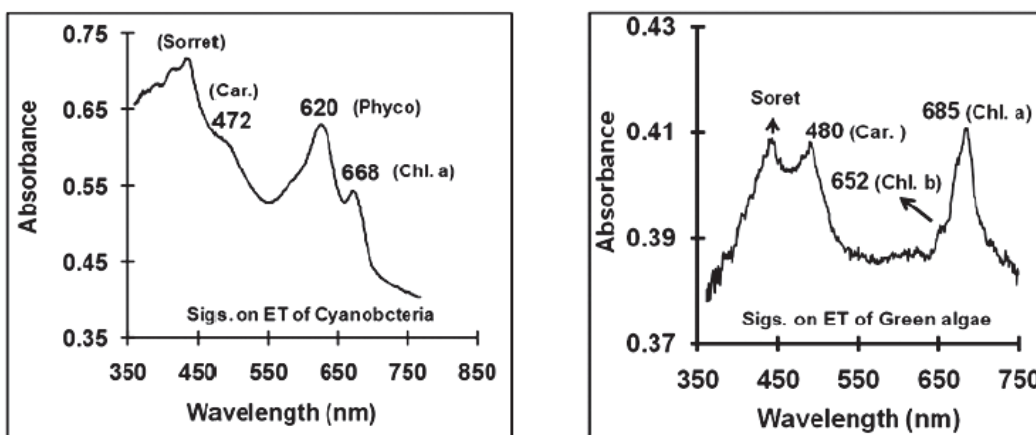 0.75
0.65
0.55
0.45
0.35
Absorbance
(Sorret)
(Car.)
472
620 (Phyco)
668 (Chl. a)
Sigs. on ET of Cyanobcteria
350 450 550 650 750 850
Wavelength (nm)
0.43
0.41
0.39
0.37
Absorbance
Soret
480 (Car. )
685 (Chl. a)
652 (Chl. b)
Sigs. on ET of Green algae
350 450 550 650 750
Wavelength (nm)